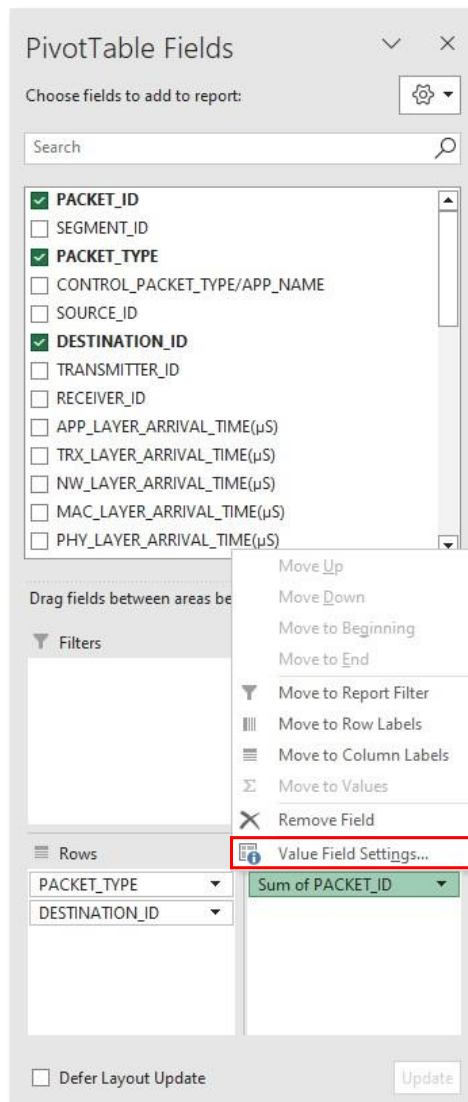 PivotTable Fields
Choose fields to add to report:
Search
PACKET_ID
SEGMENT_ID
PACKET_TYPE
CONTROL_PACKET_TYPE/APP_NAME
SOURCE_ID
DESTINATION_ID
TRANSMITTER_ID
RECEIVER_ID
APP_LAYER_ARRIVAL_TIME(µS)
TRX_LAYER_ARRIVAL_TIME(µS)
NW_LAYER_ARRIVAL_TIME(µS)
MAC_LAYER_ARRIVAL_TIME(µS)
PHY_LAYER_ARRIVAL_TIME(µS)
Drag fields between areas be
Move Up
Move Down
Move to Beginning
Move to End
Move to Report Filter
Move to Row Labels
Move to Column Labels
Move to Values
Remove Field
Value Field Settings...
Filters
Rows
PACKET_TYPE
DESTINATION_ID
Sum of PACKET_ID
Defer Layout Update
Update